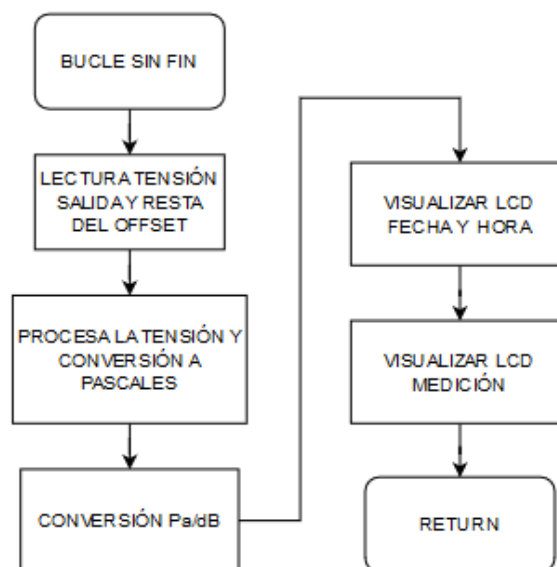 BUCLE SIN FIN
LECTURA TENSIÓN
SALIDA Y RESTA
DEL OFFSET
PROCESA LA TENSIÓN Y
CONVERSIÓN A
PASCALES
CONVERSIÓN Pa/dB
VISUALIZAR LCD
FECHA Y HORA
VISUALIZAR LCD
MEDICIÓN
RETURN